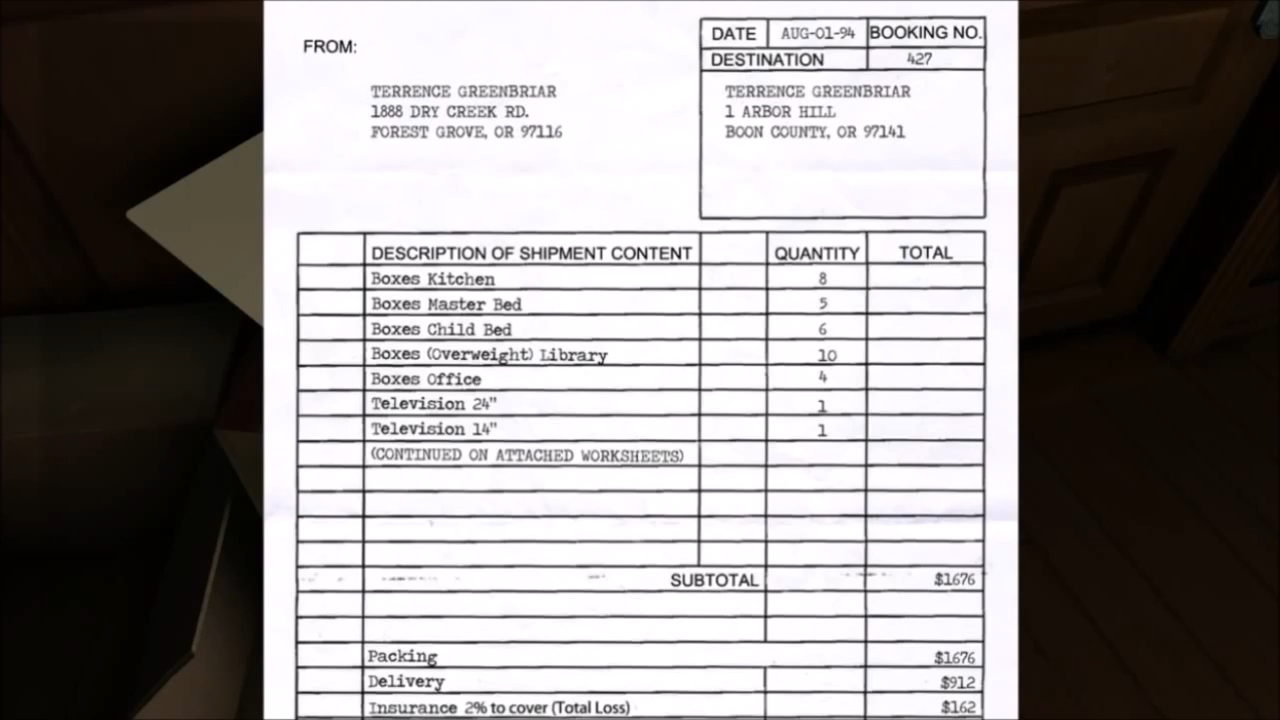 FROM:
TERRENCE GREENBRIAR
1888 DRY CREEK RD.
FOREST GROVE, OR 97116
DATE AUG-01-94 BOOKING NO.
DESTINATION 427
TERRENCE GREENBRIAR
1 ARBOR HILL
BOON COUNTY, OR 97141
DESCRIPTION OF SHIPMENT CONTENT QUANTITY TOTAL
Boxes Kitchen 8
Boxes Master Bed 5
Boxes Child Bed 6
Boxes (Overweight) Library 10
Boxes Office 4
Television 24" 1
Television 14" 1
(CONTINUED ON ATTACHED WORKSHEETS)
SUBTOTAL $1676
Packing $1676
Delivery $912
Insurance 2% to cover (Total Loss) $162